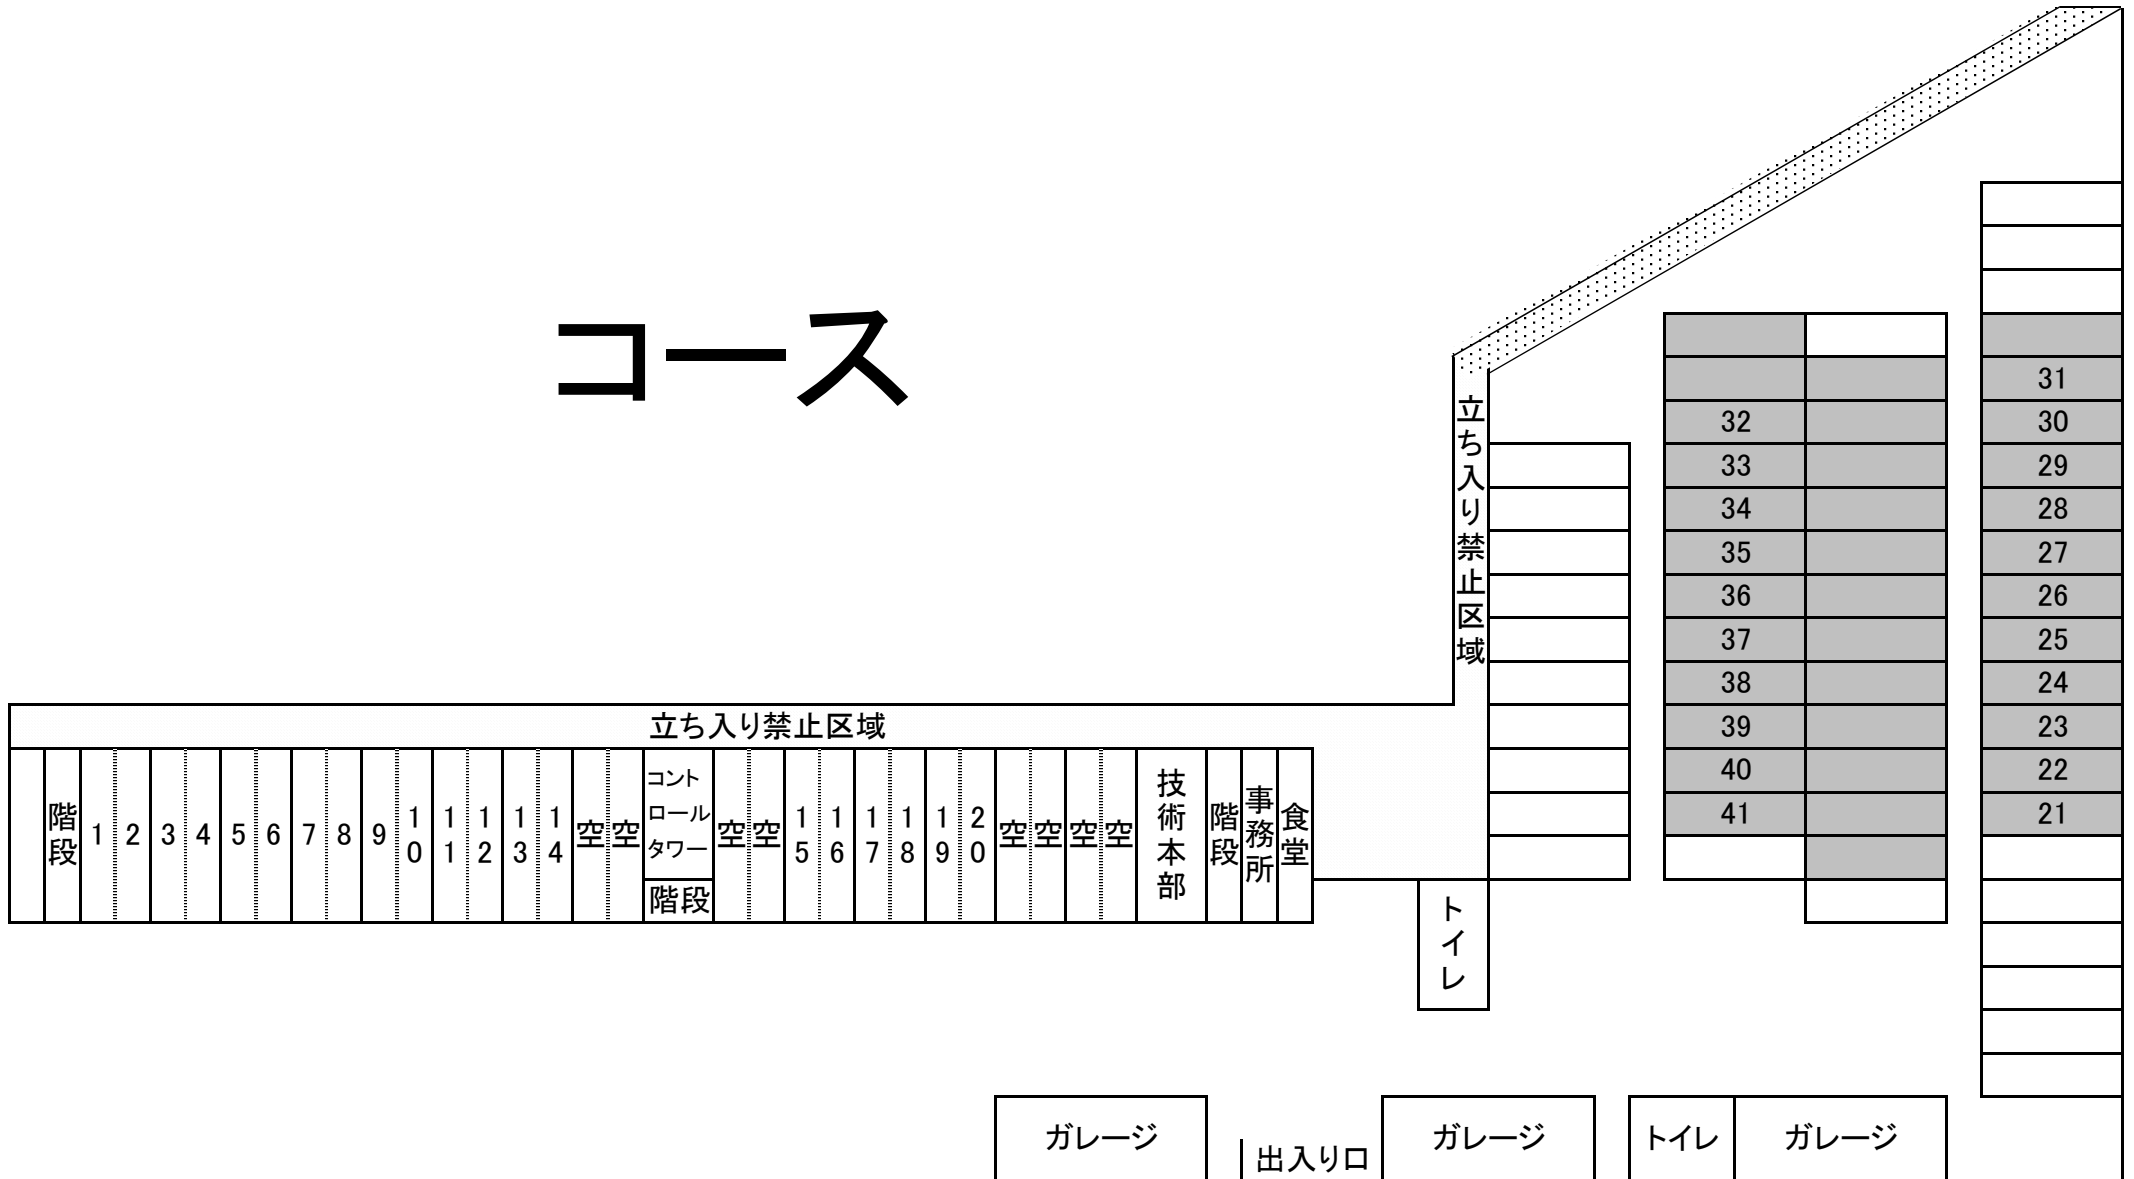 コース
31
32
30
33
29
34
28
35
27
36
26
37
25
38
24
39
23
40
22
41
21
立ち入り禁止区域
立ち入り禁止区域
階段
1
2
3
4
5
6
7
8
9
10
11
12
13
14
空
空
コント
ロール
タワー
階段
空
空
15
16
17
18
19
20
空
空
空
空
技術本部
階段
事務所
食堂
トイレ
ガレージ
出入り口
ガレージ
トイレ
ガレージ